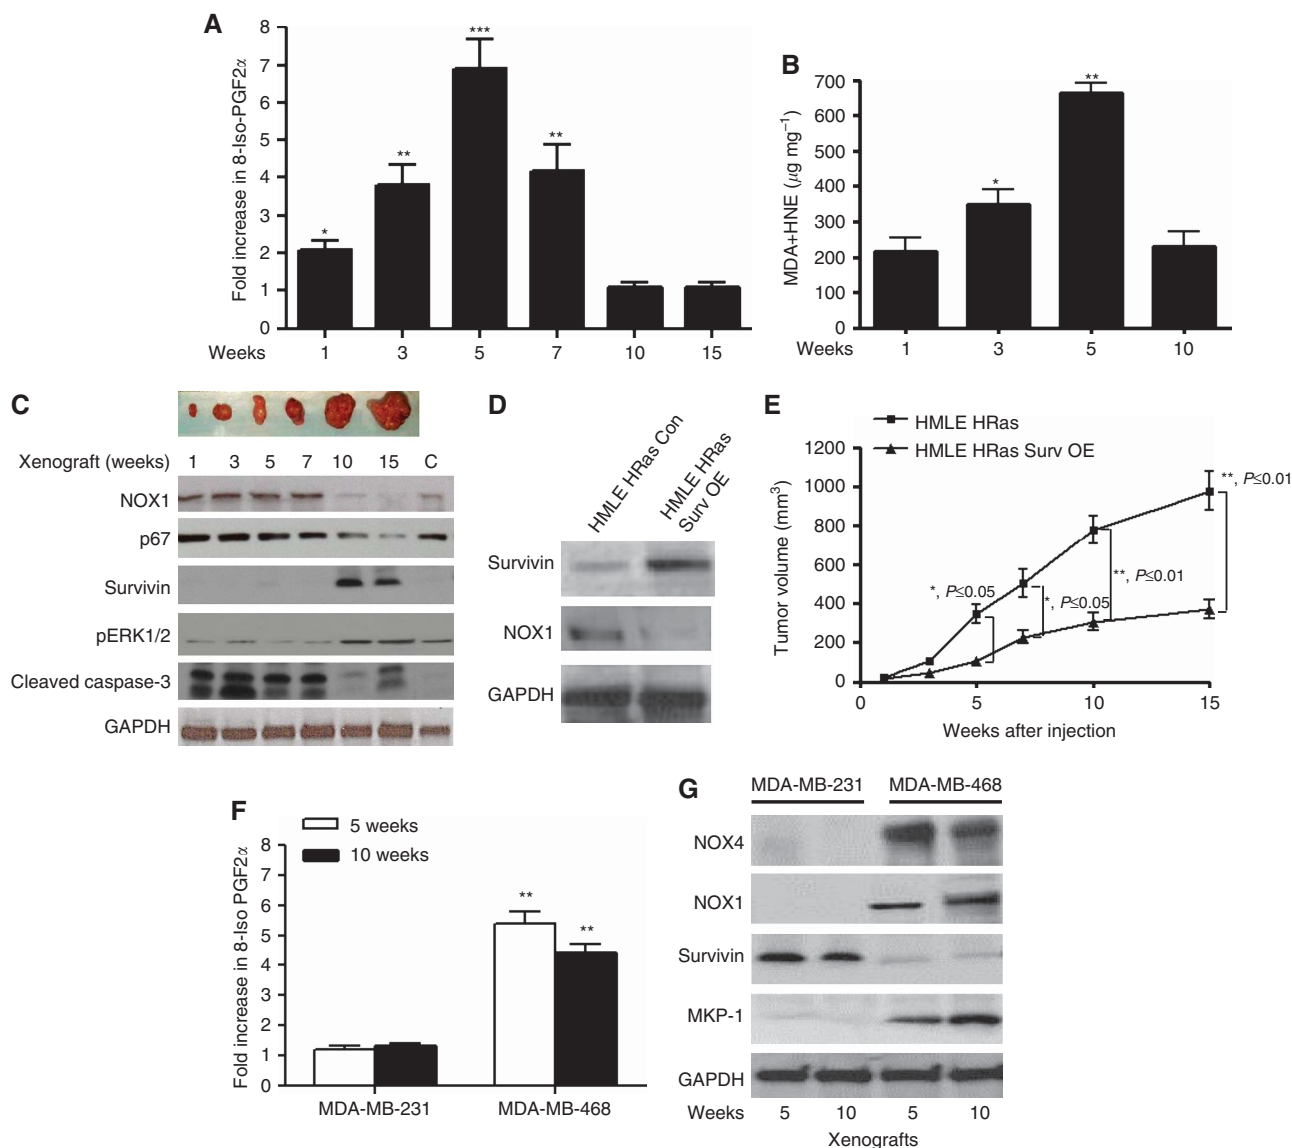 A
Fold increase in 8-Iso-PGF2α
8
7
6
5
4
3
2
1
0
*
**
***
**
Weeks 1 3 5 7 10 15
B
MDA+HNE (μg mg⁻¹)
700
600
500
400
300
200
100
0
*
**
Weeks 1 3 5 10
C
Xenograft (weeks) 1 3 5 7 10 15 C
NOX1
p67
Survivin
pERK1/2
Cleaved caspase-3
GAPDH
D
HMLE HRas Con
HMLE HRas
Surv OE
Survivin
NOX1
GAPDH
E
HMLE HRas
HMLE HRas Surv OE
Tumor volume (mm³)
1200
1000
800
600
400
200
0
*, P≤0.05
*, P≤0.05
**, P≤0.01
**, P≤0.01
0 5 10 15
Weeks after injection
F
5 weeks
10 weeks
Fold increase in 8-Iso PGF2α
8
7
6
5
4
3
2
1
0
**
**
MDA-MB-231 MDA-MB-468
G
MDA-MB-231 MDA-MB-468
NOX4
NOX1
Survivin
MKP-1
GAPDH
Weeks 5 10 5 10
Xenografts